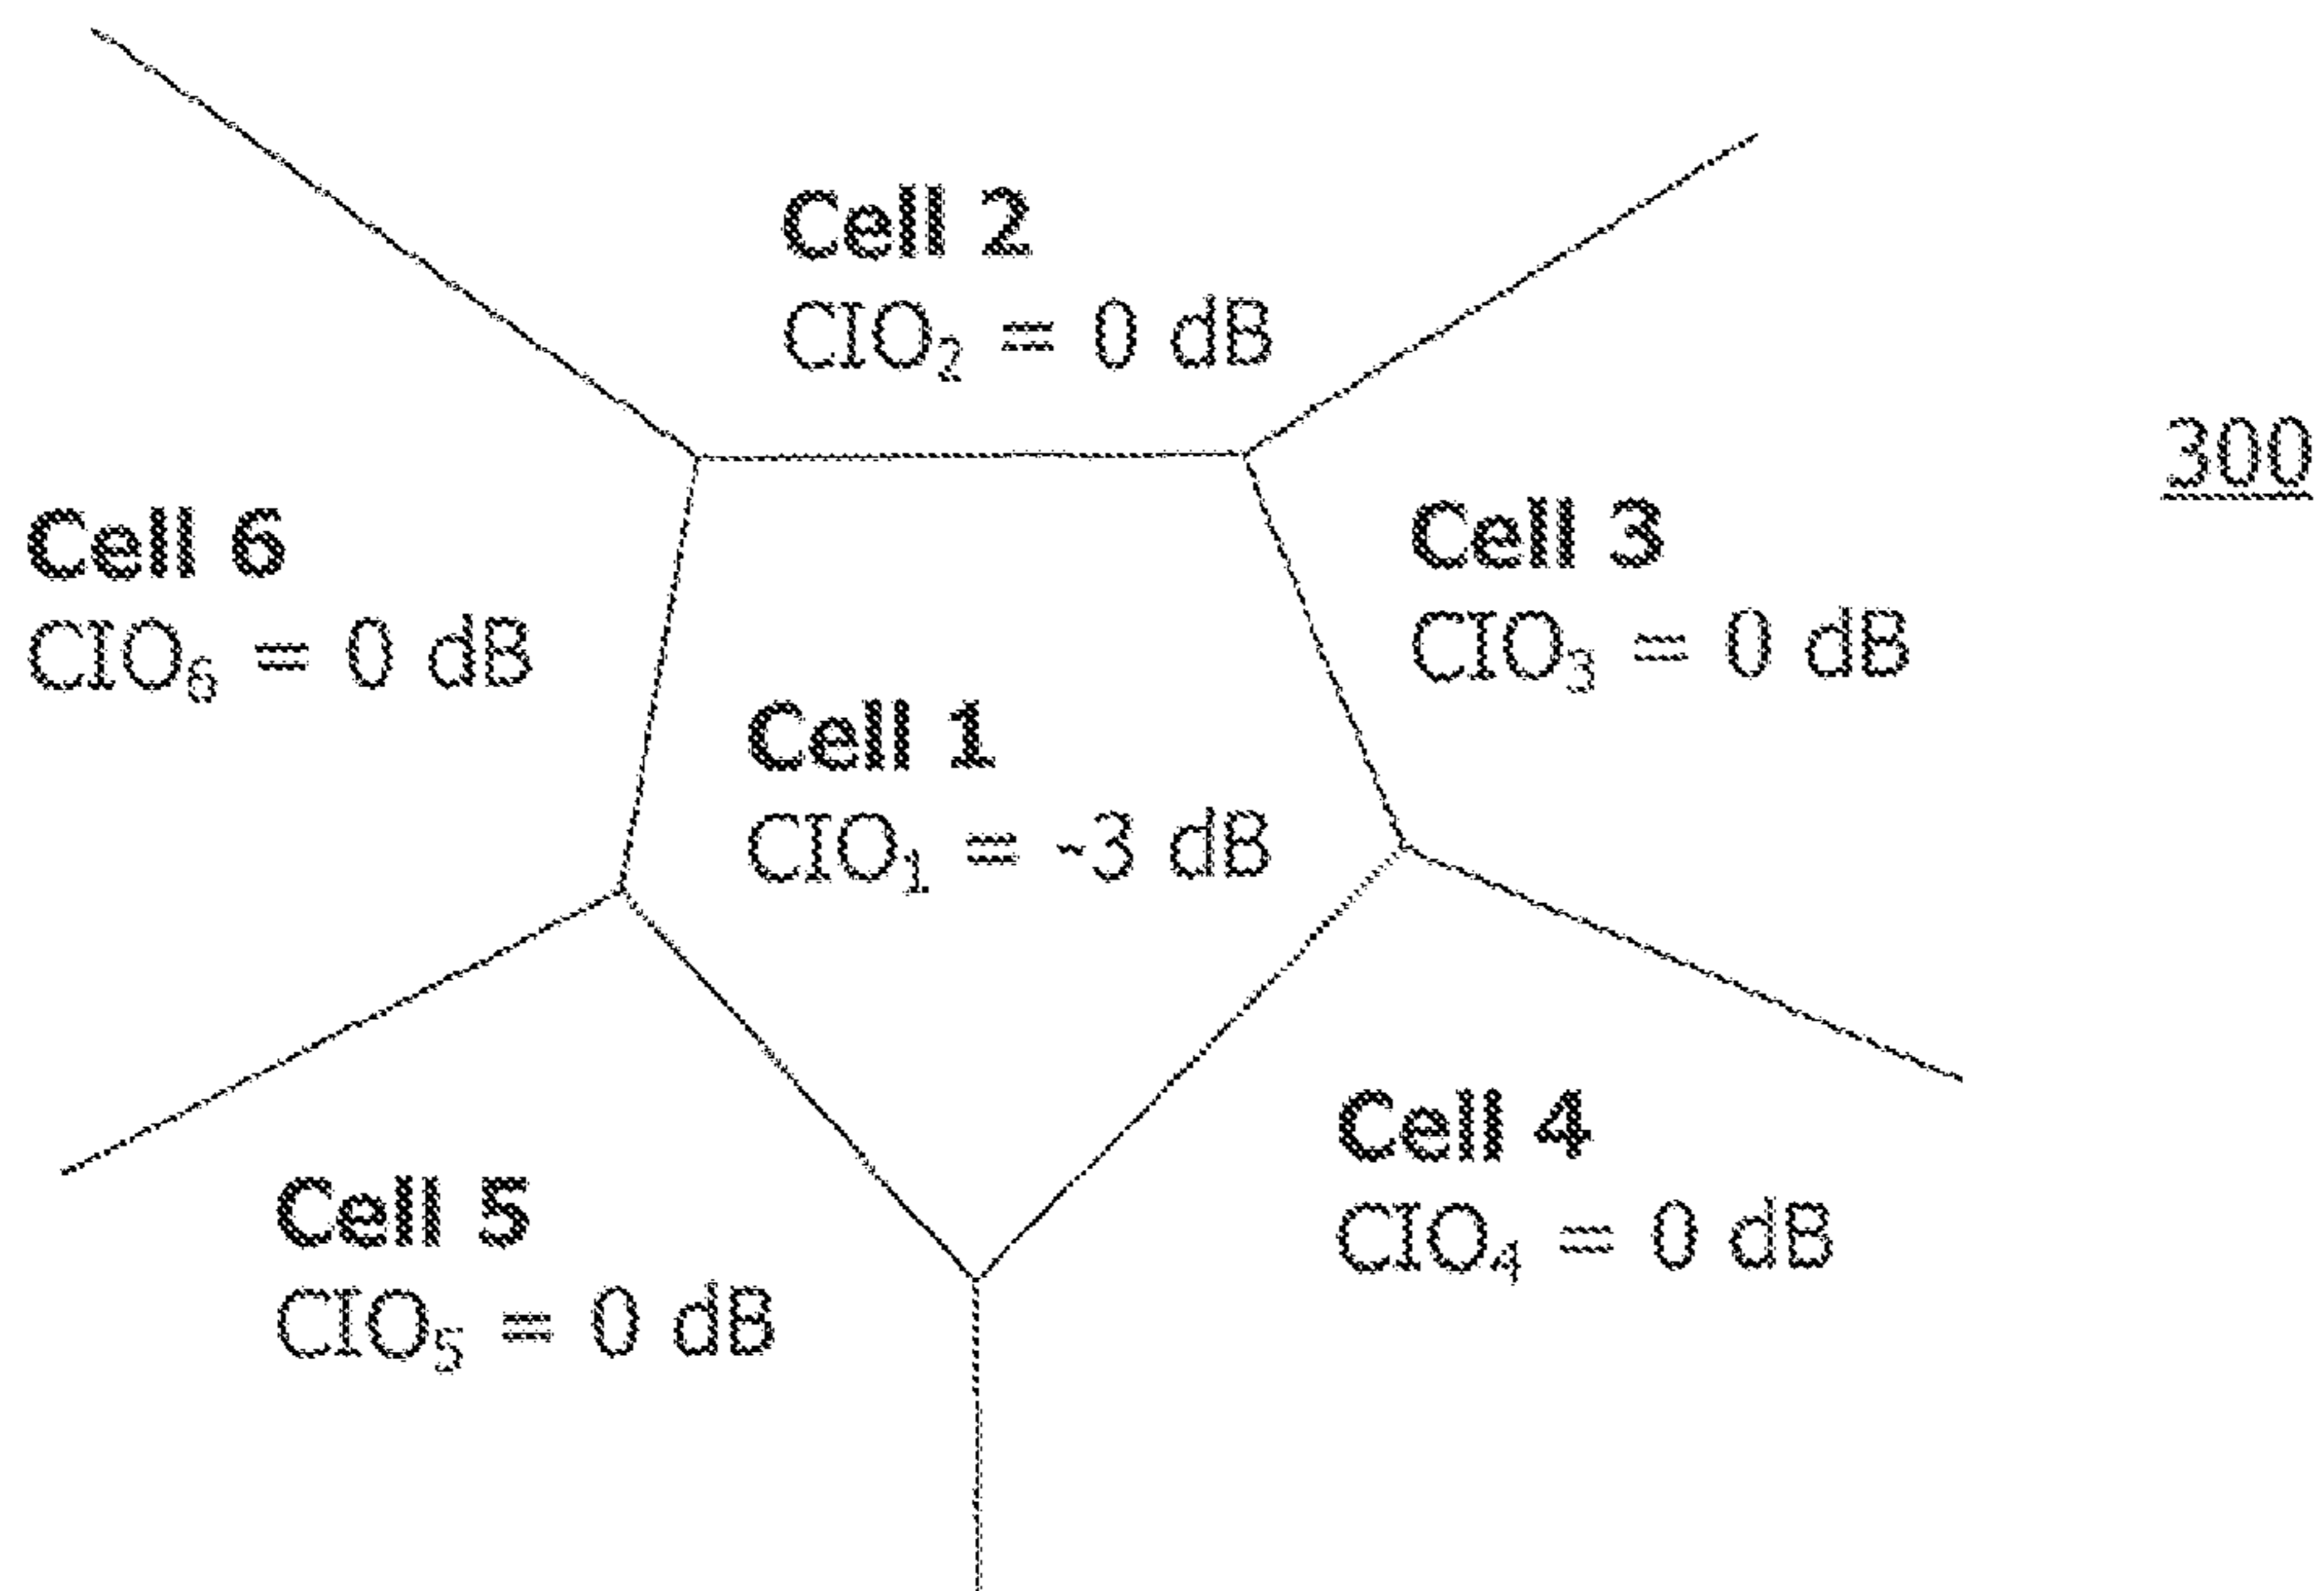 Cell 2
CIO₂ = 0 dB
300
Cell 6
CIO₆ = 0 dB
Cell 3
CIO₃ = 0 dB
Cell 1
CIO₁ = -3 dB
Cell 4
CIO₄ = 0 dB
Cell 5
CIO₅ = 0 dB